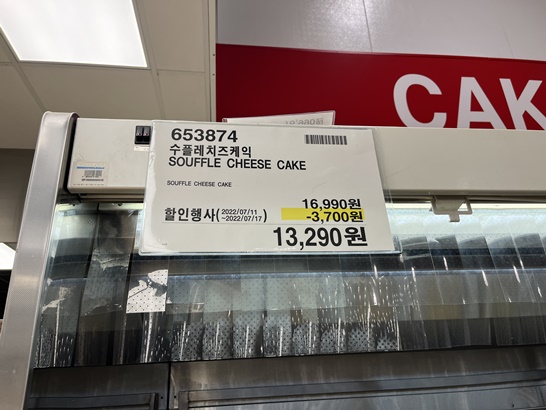 CAK
653874
수플레치즈케익
SOUFFLE CHEESE CAKE
SOUFFLE CHEESE CAKE
16,990원
할인행사(2022/07/11 ~2022/07/17) -3,700원
13,290원